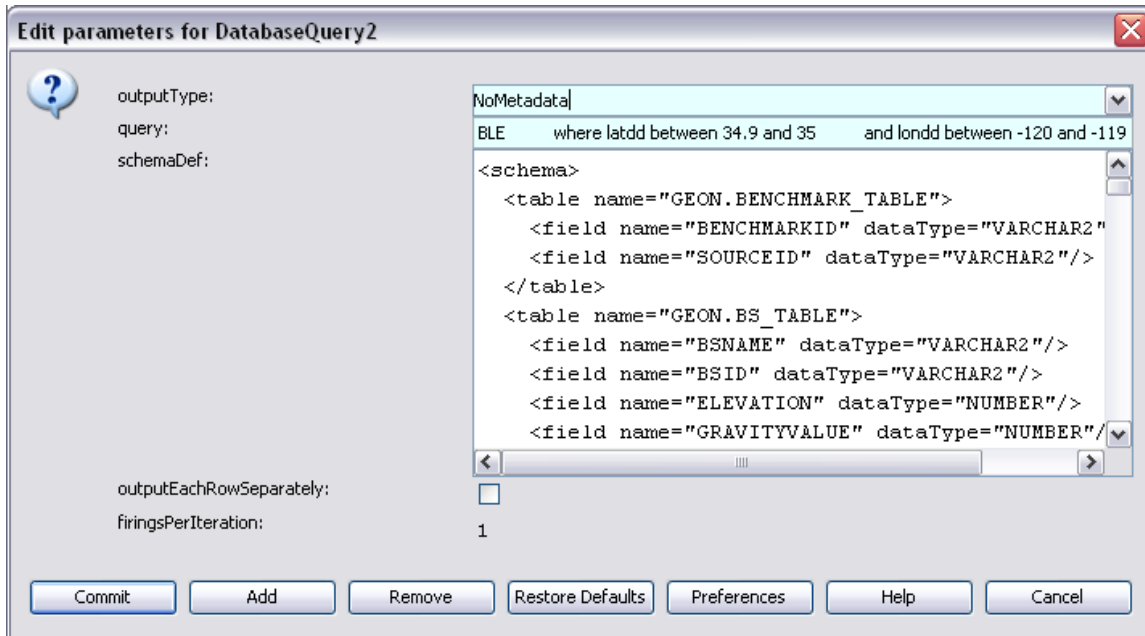 Edit parameters for DatabaseQuery2
outputType: NoMetadata
query: BLE where latdd between 34.9 and 35 and londd between -120 and -119
schemaDef:
<schema>
<table name="GEON.BENCHMARK_TABLE">
<field name="BENCHMARKID" dataType="VARCHAR2"
<field name="SOURCEID" dataType="VARCHAR2"/>
</table>
<table name="GEON.BS_TABLE">
<field name="BSNAME" dataType="VARCHAR2"/>
<field name="BSID" dataType="VARCHAR2"/>
<field name="ELEVATION" dataType="NUMBER"/>
<field name="GRAVITYVALUE" dataType="NUMBER"/
outputEachRowSeparately:
firingsPerIteration: 1
Commit Add Remove Restore Defaults Preferences Help Cancel